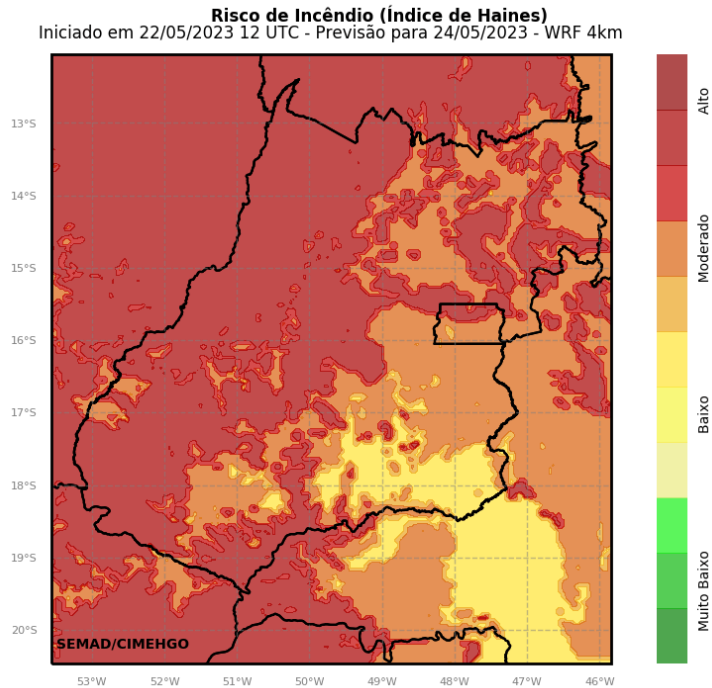 Risco de Incêndio (Índice de Haines)
Iniciado em 22/05/2023 12 UTC - Previsão para 24/05/2023 - WRF 4km
13°S
14°S
15°S
16°S
17°S
18°S
19°S
20°S
SEMAD/CIMEHGO
53°W 52°W 51°W 50°W 49°W 48°W 47°W 46°W
Alto
Moderado
Baixo
Muito Baixo